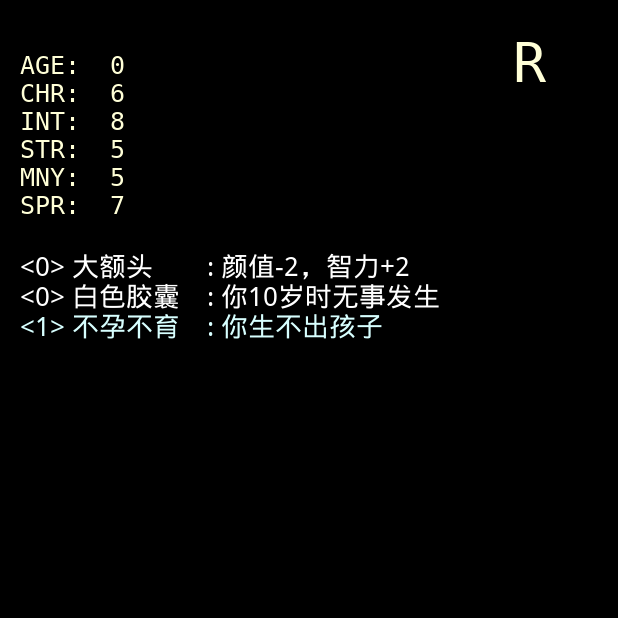 R
AGE: 0
CHR: 6
INT: 8
STR: 5
MNY: 5
SPR: 7
<0> 大额头 : 颜值-2，智力+2
<0> 白色胶囊 : 你10岁时无事发生
<1> 不孕不育 : 你生不出孩子